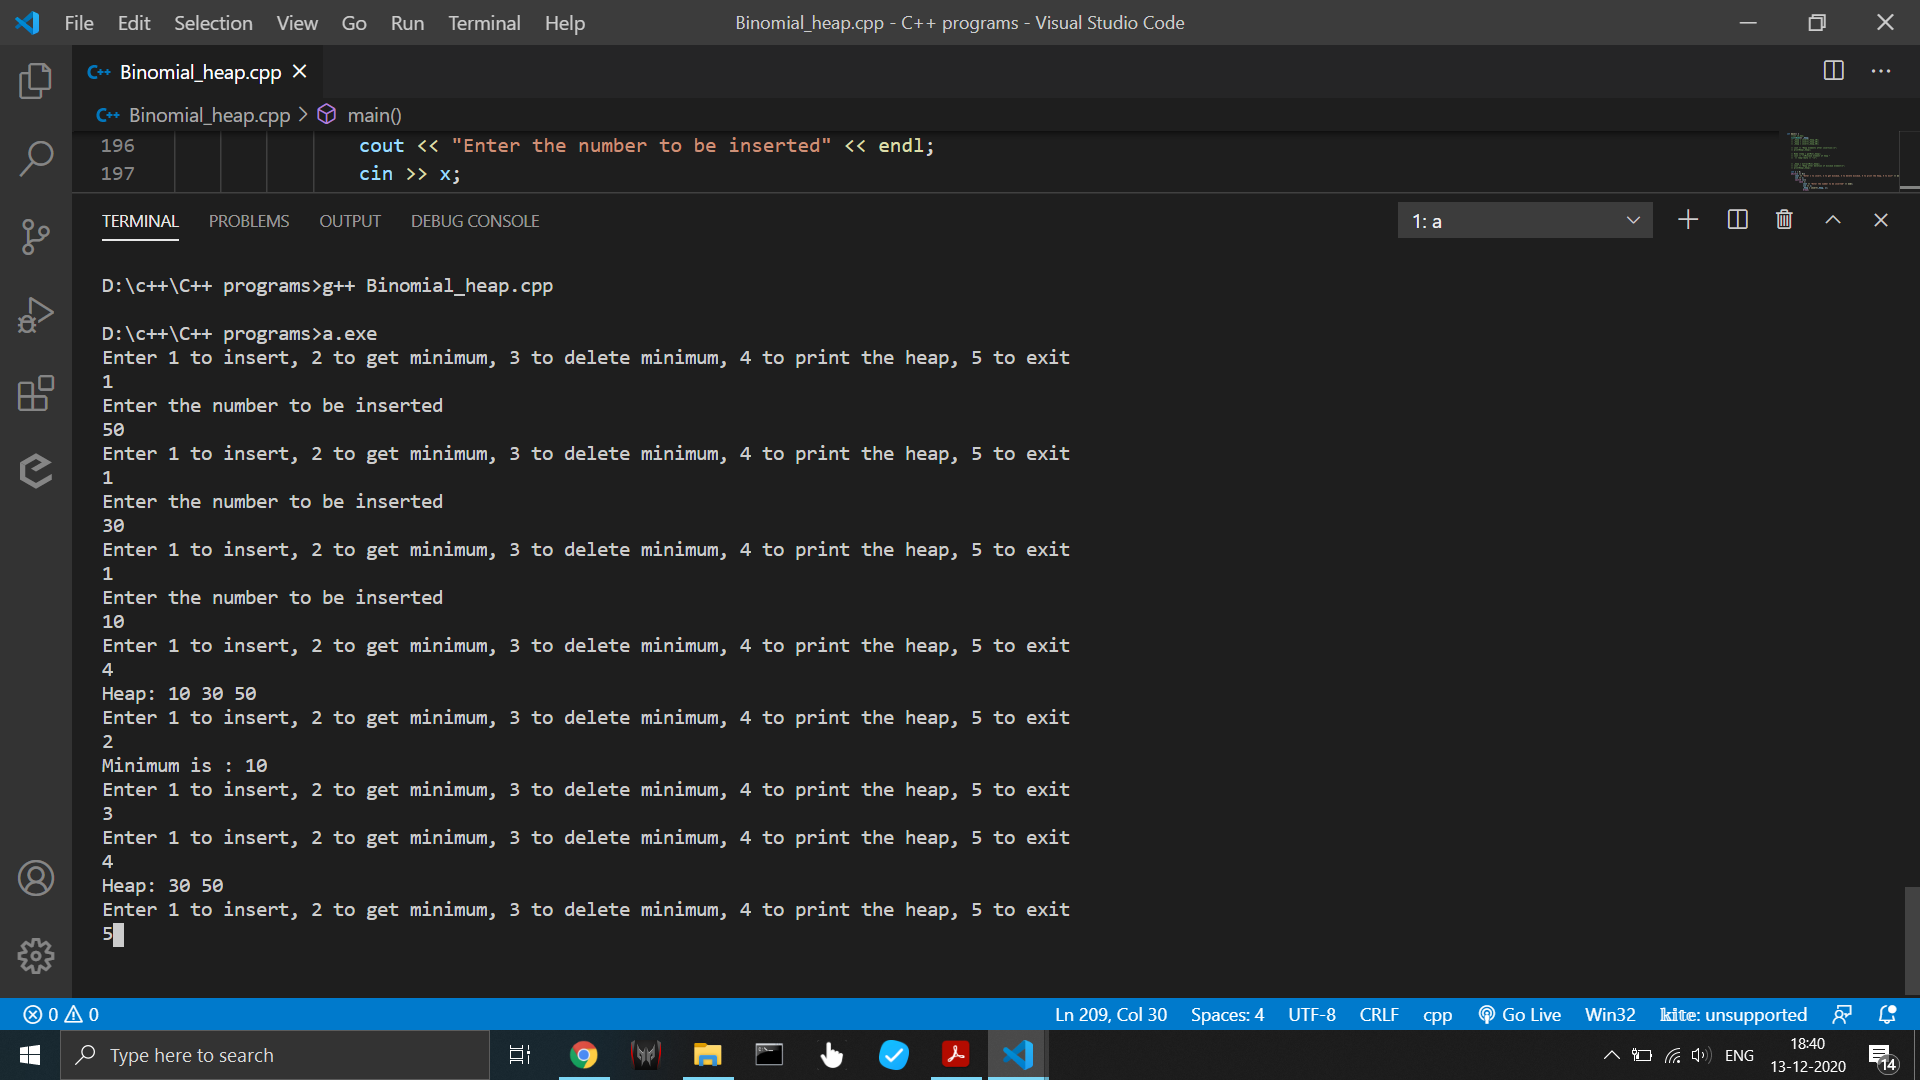 File Edit Selection View Go Run Terminal Help
Binomial_heap.cpp - C++ programs - Visual Studio Code
C++ Binomial_heap.cpp
C++ Binomial_heap.cpp > main()
196 cout << "Enter the number to be inserted" << endl;
197 cin >> x;
TERMINAL PROBLEMS OUTPUT DEBUG CONSOLE
1: a
D:\c++\C++ programs>g++ Binomial_heap.cpp
D:\c++\C++ programs>a.exe
Enter 1 to insert, 2 to get minimum, 3 to delete minimum, 4 to print the heap, 5 to exit
1
Enter the number to be inserted
50
Enter 1 to insert, 2 to get minimum, 3 to delete minimum, 4 to print the heap, 5 to exit
1
Enter the number to be inserted
30
Enter 1 to insert, 2 to get minimum, 3 to delete minimum, 4 to print the heap, 5 to exit
1
Enter the number to be inserted
10
Enter 1 to insert, 2 to get minimum, 3 to delete minimum, 4 to print the heap, 5 to exit
4
Heap: 10 30 50
Enter 1 to insert, 2 to get minimum, 3 to delete minimum, 4 to print the heap, 5 to exit
2
Minimum is : 10
Enter 1 to insert, 2 to get minimum, 3 to delete minimum, 4 to print the heap, 5 to exit
3
Enter 1 to insert, 2 to get minimum, 3 to delete minimum, 4 to print the heap, 5 to exit
4
Heap: 30 50
Enter 1 to insert, 2 to get minimum, 3 to delete minimum, 4 to print the heap, 5 to exit
5
0 0 Ln 209, Col 30 Spaces: 4 UTF-8 CRLF cpp Go Live Win32 kite: unsupported
Type here to search
ENG
18:40
13-12-2020
14